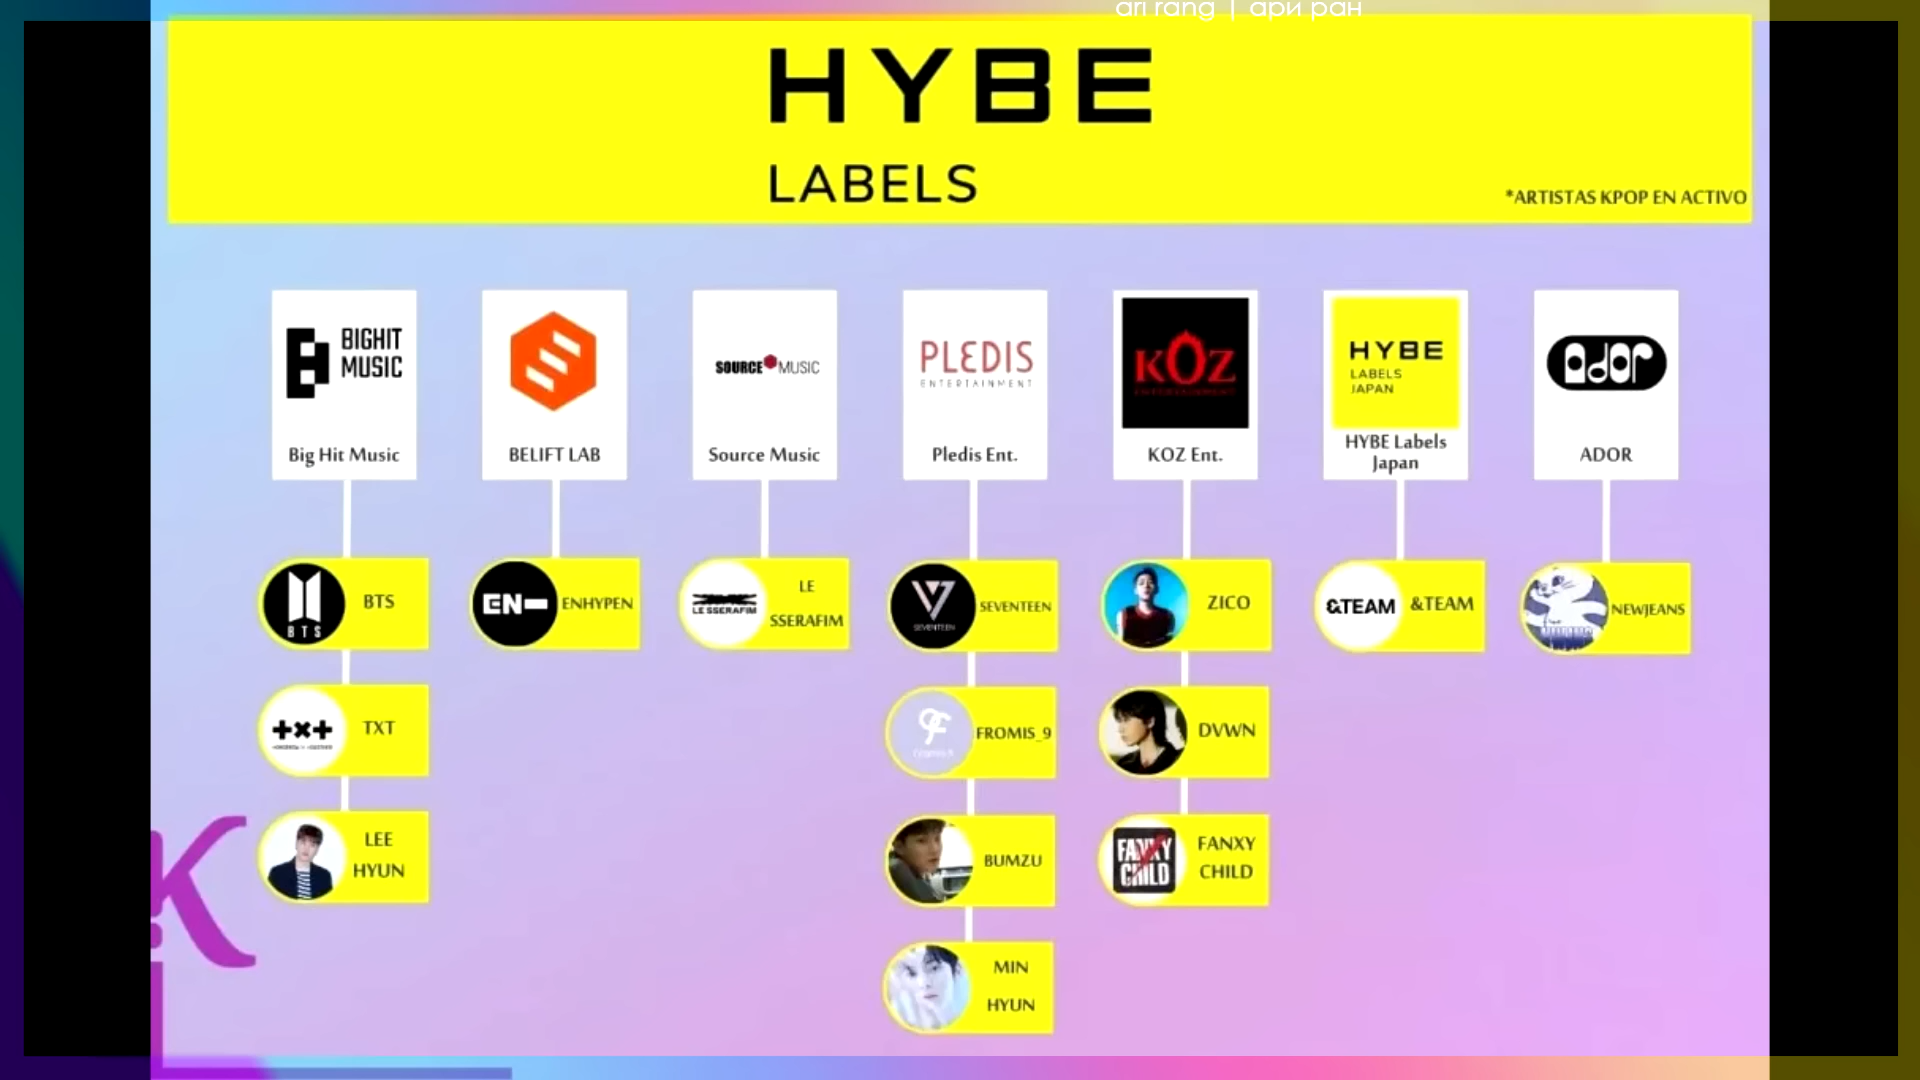 ari rang | ари ран
HYBE
LABELS
*ARTISTAS KPOP EN ACTIVO
BIGHIT
MUSIC
Big Hit Music
BELIFT LAB
SOURCE MUSIC
Source Music
PLEDIS
ENTERTAINMENT
Pledis Ent.
KOZ
ENTERTAINMENT
KOZ Ent.
HYBE
LABELS
JAPAN
HYBE Labels
Japan
ador
ADOR
BTS
BTS
EN-
ENHYPEN
LE SSERAFIM
LE
SSERAFIM
SEVENTEEN
SEVENTEEN
ZICO
&TEAM
&TEAM
NEWJEANS
+x+
TXT
FROMIS_9
DVWN
LEE
HYUN
BUMZU
FANXY
CHILD
FANXY
CHILD
MIN
HYUN
K